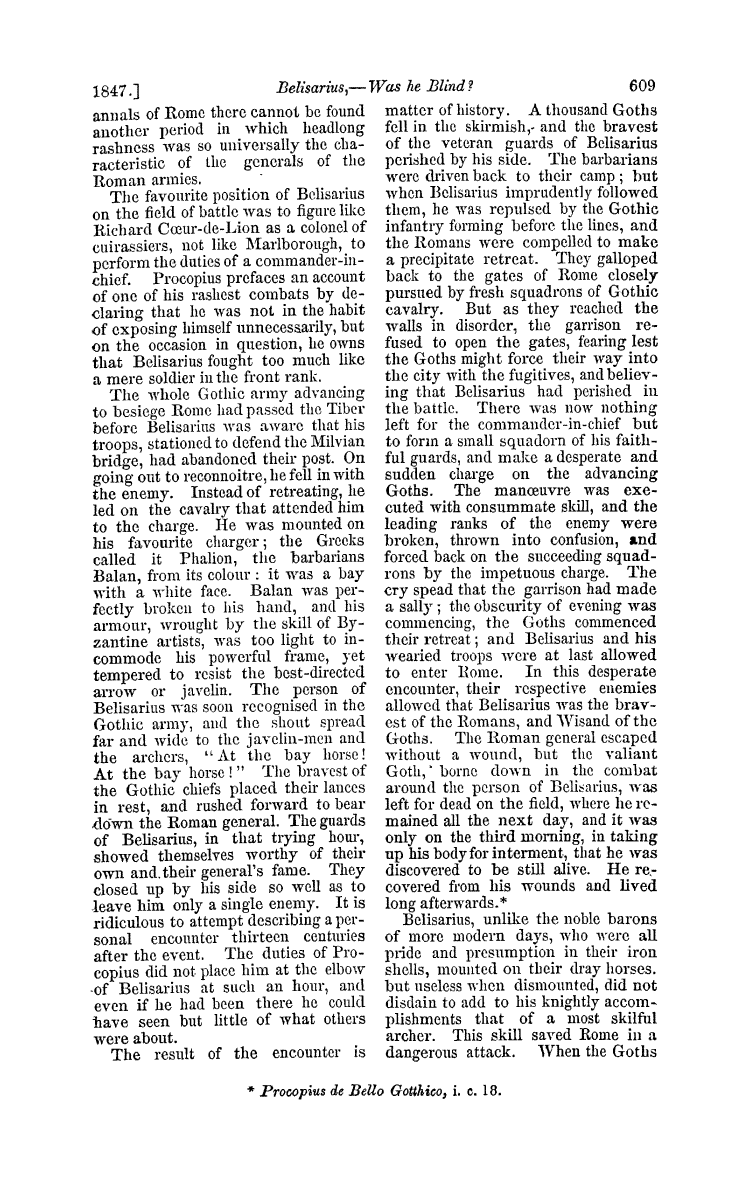 1847.] Belisarius,—Was he Blind? 609
annals of Rome there cannot be found
another period in which headlong
rashness was so universally the cha-
racteristic of the generals of the
Roman armies.
The favourite position of Belisarius
on the field of battle was to figure like
Richard Cœur-de-Lion as a colonel of
cuirassiers, not like Marlborough, to
perform the duties of a commander-in-
chief. Procopius prefaces an account
of one of his rashest combats by de-
claring that he was not in the habit
of exposing himself unnecessarily, but
on the occasion in question, he owns
that Belisarius fought too much like
a mere soldier in the front rank.
The whole Gothic army advancing
to besiege Rome had passed the Tiber
before Belisarius was aware that his
troops, stationed to defend the Milvian
bridge, had abandoned their post. On
going out to reconnoitre, he fell in with
the enemy. Instead of retreating, he
led on the cavalry that attended him
to the charge. He was mounted on
his favourite charger; the Greeks
called it Phalion, the barbarians
Balan, from its colour: it was a bay
with a white face. Balan was per-
fectly broken to his hand, and his
armour, wrought by the skill of By-
zantine artists, was too light to in-
commode his powerful frame, yet
tempered to resist the best-directed
arrow or javelin. The person of
Belisarius was soon recognised in the
Gothic army, and the shout spread
far and wide to the javelin-men and
the archers, "At the bay horse!
At the bay horse!" The bravest of
the Gothic chiefs placed their lances
in rest, and rushed forward to bear
down the Roman general. The guards
of Belisarius, in that trying hour,
showed themselves worthy of their
own and their general's fame. They
closed up by his side so well as to
leave him only a single enemy. It is
ridiculous to attempt describing a per-
sonal encounter thirteen centuries
after the event. The duties of Pro-
copius did not place him at the elbow
of Belisarius at such an hour, and
even if he had been there he could
have seen but little of what others
were about.
The result of the encounter is
matter of history. A thousand Goths
fell in the skirmish, and the bravest
of the veteran guards of Belisarius
perished by his side. The barbarians
were driven back to their camp; but
when Belisarius imprudently followed
them, he was repulsed by the Gothic
infantry forming before the lines, and
the Romans were compelled to make
a precipitate retreat. They galloped
back to the gates of Rome closely
pursued by fresh squadrons of Gothic
cavalry. But as they reached the
walls in disorder, the garrison re-
fused to open the gates, fearing lest
the Goths might force their way into
the city with the fugitives, and believ-
ing that Belisarius had perished in
the battle. There was now nothing
left for the commander-in-chief but
to form a small squadorn of his faith-
ful guards, and make a desperate and
sudden charge on the advancing
Goths. The manœuvre was exe-
cuted with consummate skill, and the
leading ranks of the enemy were
broken, thrown into confusion, and
forced back on the succeeding squad-
rons by the impetuous charge. The
cry spead that the garrison had made
a sally; the obscurity of evening was
commencing, the Goths commenced
their retreat; and Belisarius and his
wearied troops were at last allowed
to enter Rome. In this desperate
encounter, their respective enemies
allowed that Belisarius was the brav-
est of the Romans, and Wisand of the
Goths. The Roman general escaped
without a wound, but the valiant
Goth, borne down in the combat
around the person of Belisarius, was
left for dead on the field, where he re-
mained all the next day, and it was
only on the third morning, in taking
up his body for interment, that he was
discovered to be still alive. He re-
covered from his wounds and lived
long afterwards.*
Belisarius, unlike the noble barons
of more modern days, who were all
pride and presumption in their iron
shells, mounted on their dray horses.
but useless when dismounted, did not
disdain to add to his knightly accom-
plishments that of a most skilful
archer. This skill saved Rome in a
dangerous attack. When the Goths
* Procopius de Bello Gotthico, i. c. 18.